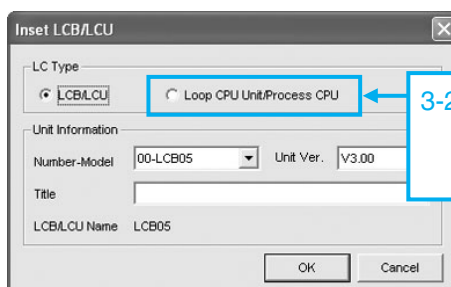 Inset LCB/LCU
LC Type
LCB/LCU
Loop CPU Unit/Process CPU
3-2
Unit Information
Number-Model 00-LCB05 Unit Ver. V3.00
Title
LCB/LCU Name LCB05
OK Cancel